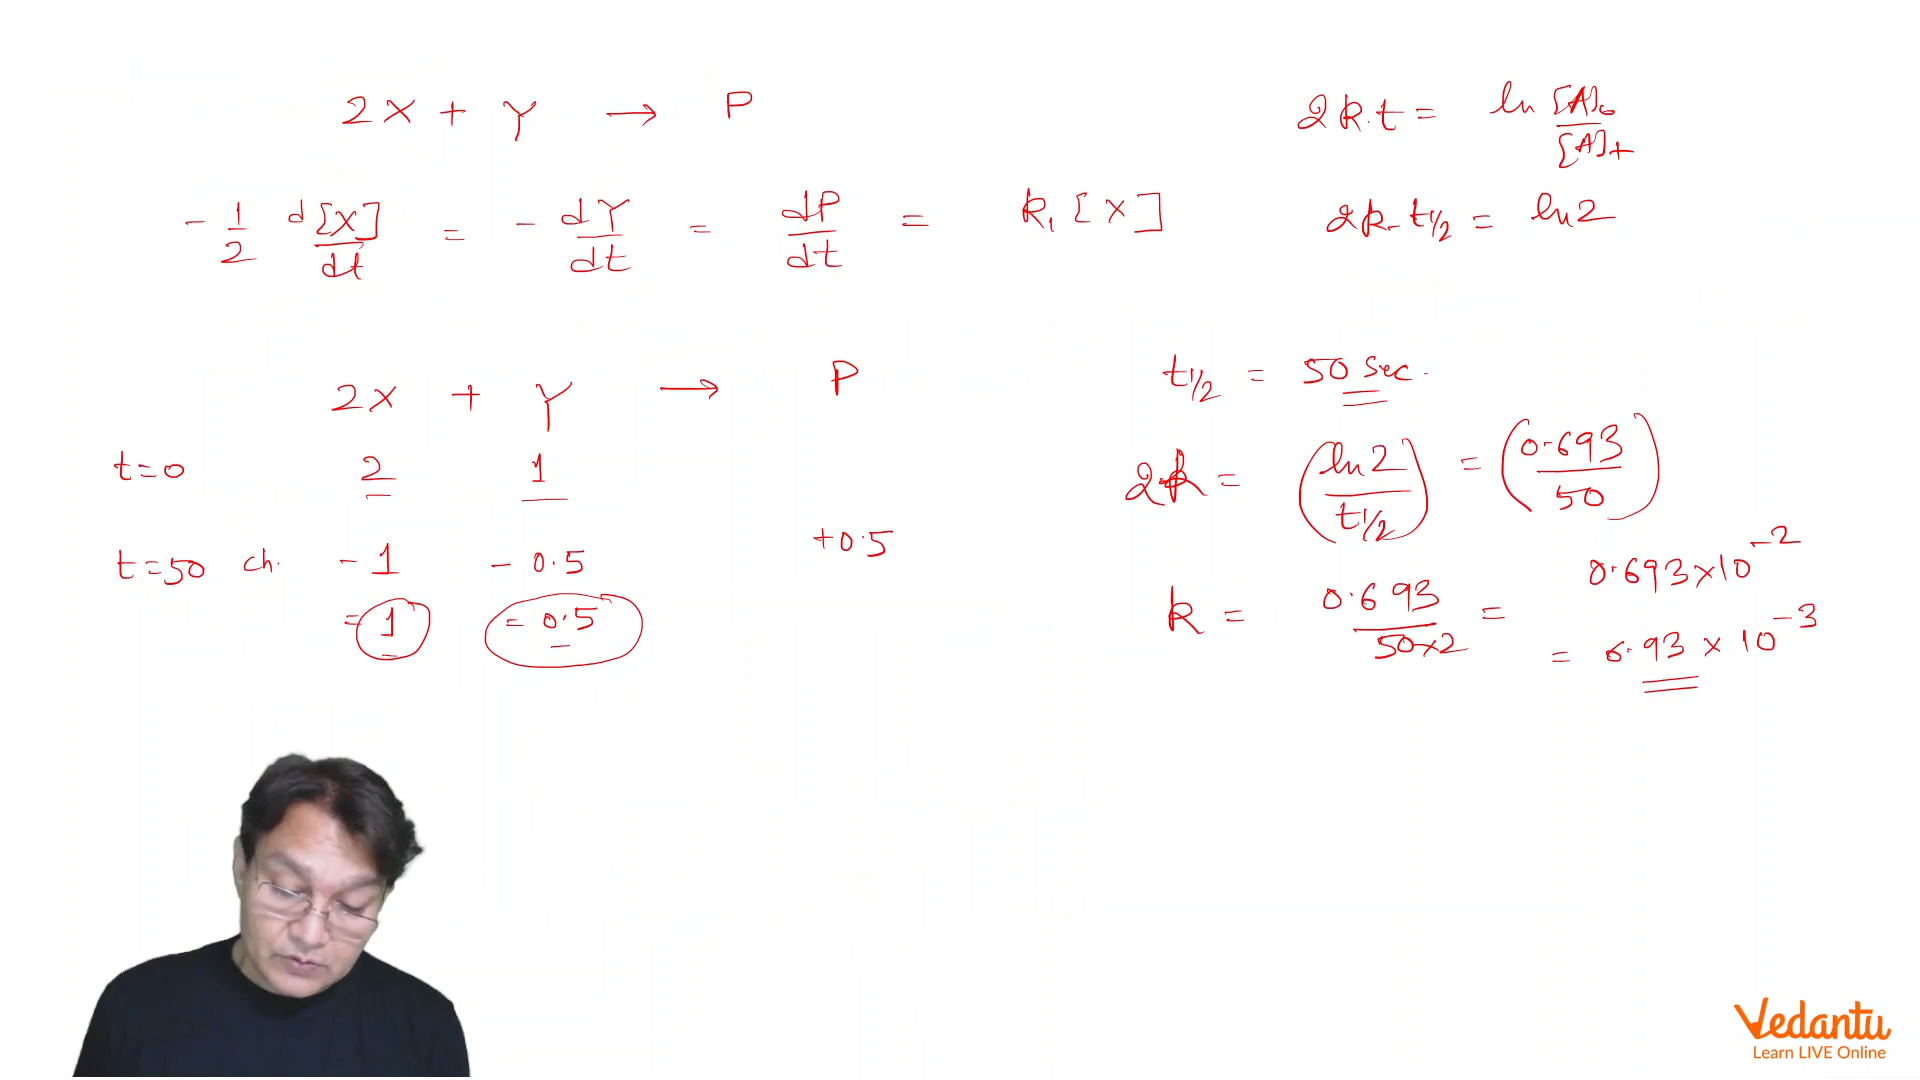 2X + Y → P
- 1/2 d[X]/dt = - dY/dt = dP/dt = k₁[X]
2X + Y → P
t=0 2 1
t=50 ch. -1 -0.5 +0.5
= 1 = 0.5
2k.t = ln [A]₀/[A]t
2k.t½ = ln2
t½ = 50 Sec.
2k = (ln2/t½) = (0.693/50)
k = 0.693/50×2 = 0.693×10⁻²
= 6.93 × 10⁻³
Vedantu
Learn LIVE Online